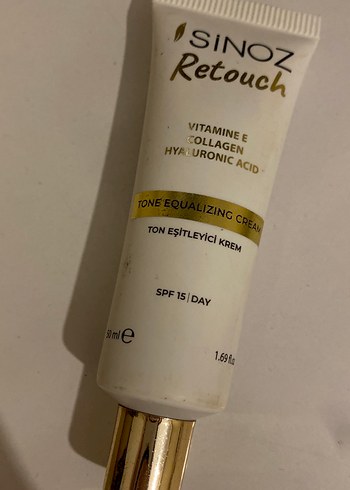 SiNOZ
Retouch
VITAMINE E
COLLAGEN
HYALURONIC ACID
TONE EQUALIZING CREAM
TON EŞİTLEYİCİ KREM
SPF 15 | DAY
50 ml e
1.69 fl.oz